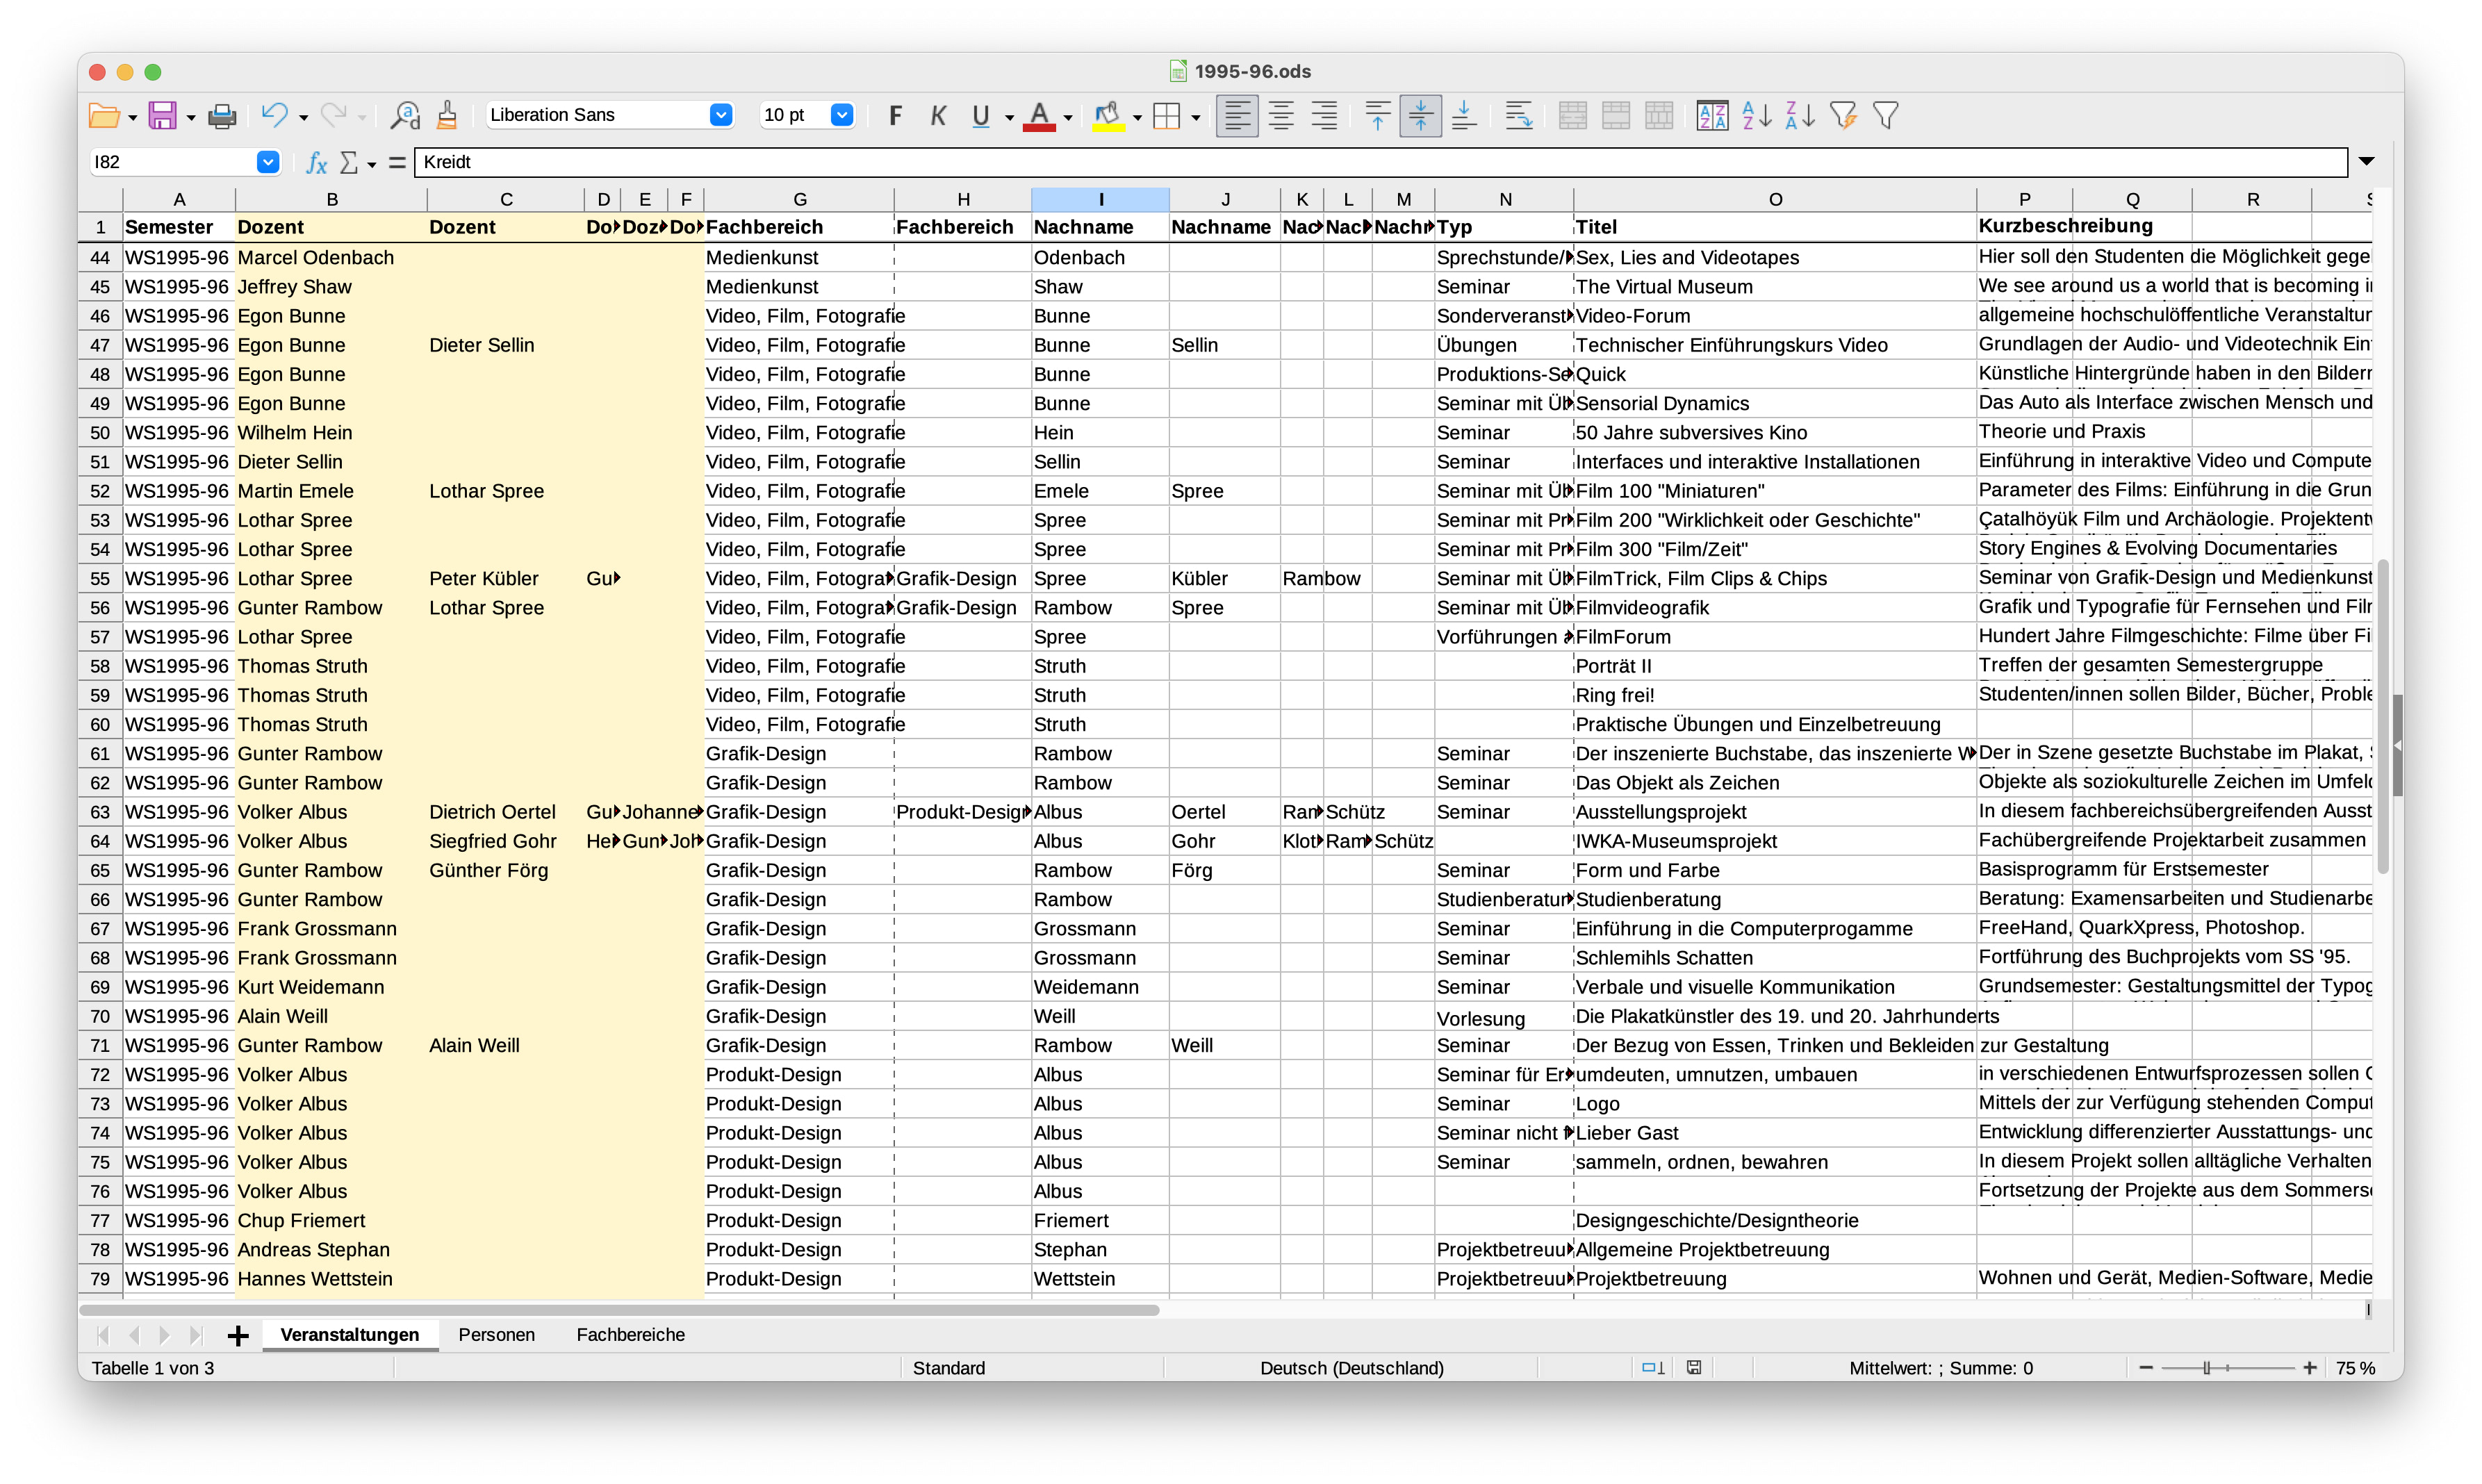 1995-96.ods
Liberation Sans 10 pt F K U A
I82 fx Σ = Kreidt
A B C D E F G H I J K L M N O P Q R
1 Semester Dozent Dozent Do Doz Do Fachbereich Fachbereich Nachname Nachname Nac Nac Nachr Typ Titel Kurzbeschreibung
44 WS1995-96 Marcel Odenbach Medienkunst Odenbach Sprechstunde/ Sex, Lies and Videotapes Hier soll den Studenten die Möglichkeit gege
45 WS1995-96 Jeffrey Shaw Medienkunst Shaw Seminar The Virtual Museum We see around us a world that is becoming i
46 WS1995-96 Egon Bunne Video, Film, Fotografie Bunne Sonderveranst Video-Forum allgemeine hochschulöffentliche Veranstaltur
47 WS1995-96 Egon Bunne Dieter Sellin Video, Film, Fotografie Bunne Sellin Übungen Technischer Einführungskurs Video Grundlagen der Audio- und Videotechnik Ein
48 WS1995-96 Egon Bunne Video, Film, Fotografie Bunne Produktions-Se Quick Künstliche Hintergründe haben in den Bildern
49 WS1995-96 Egon Bunne Video, Film, Fotografie Bunne Seminar mit Üb Sensorial Dynamics Das Auto als Interface zwischen Mensch und
50 WS1995-96 Wilhelm Hein Video, Film, Fotografie Hein Seminar 50 Jahre subversives Kino Theorie und Praxis
51 WS1995-96 Dieter Sellin Video, Film, Fotografie Sellin Seminar Interfaces und interaktive Installationen Einführung in interaktive Video und Compute
52 WS1995-96 Martin Emele Lothar Spree Video, Film, Fotografie Emele Spree Seminar mit Üb Film 100 "Miniaturen" Parameter des Films: Einführung in die Grun
53 WS1995-96 Lothar Spree Video, Film, Fotografie Spree Seminar mit Pr Film 200 "Wirklichkeit oder Geschichte" Çatalhöyük Film und Archäologie. Projektentw
54 WS1995-96 Lothar Spree Video, Film, Fotografie Spree Seminar mit Pr Film 300 "Film/Zeit" Story Engines & Evolving Documentaries
55 WS1995-96 Lothar Spree Peter Kübler Gu Video, Film, Fotogra Grafik-Design Spree Kübler Rambow Seminar mit Üb FilmTrick, Film Clips & Chips Seminar von Grafik-Design und Medienkunst
56 WS1995-96 Gunter Rambow Lothar Spree Video, Film, Fotogra Grafik-Design Rambow Spree Seminar mit Üb Filmvideografik Grafik und Typografie für Fernsehen und Fil
57 WS1995-96 Lothar Spree Video, Film, Fotografie Spree Vorführungen FilmForum Hundert Jahre Filmgeschichte: Filme über Fi
58 WS1995-96 Thomas Struth Video, Film, Fotografie Struth Porträt II Treffen der gesamten Semestergruppe
59 WS1995-96 Thomas Struth Video, Film, Fotografie Struth Ring frei! Studenten/innen sollen Bilder, Bücher, Proble
60 WS1995-96 Thomas Struth Video, Film, Fotografie Struth Praktische Übungen und Einzelbetreuung
61 WS1995-96 Gunter Rambow Grafik-Design Rambow Seminar Der inszenierte Buchstabe, das inszenierte W Der in Szene gesetzte Buchstabe im Plakat,
62 WS1995-96 Gunter Rambow Grafik-Design Rambow Seminar Das Objekt als Zeichen Objekte als soziokulturelle Zeichen im Umfeld
63 WS1995-96 Volker Albus Dietrich Oertel Gu Johanne Grafik-Design Produkt-Desig Albus Oertel Ram Schütz Seminar Ausstellungsprojekt In diesem fachbereichsübergreifenden Ausst
64 WS1995-96 Volker Albus Siegfried Gohr He Gun Joh Grafik-Design Albus Gohr Klot Ram Schütz IWKA-Museumsprojekt Fachübergreifende Projektarbeit zusammen
65 WS1995-96 Gunter Rambow Günther Förg Grafik-Design Rambow Förg Seminar Form und Farbe Basisprogramm für Erstsemester
66 WS1995-96 Gunter Rambow Grafik-Design Rambow Studienberatun Studienberatung Beratung: Examensarbeiten und Studienarbe
67 WS1995-96 Frank Grossmann Grafik-Design Grossmann Seminar Einführung in die Computerprogamme FreeHand, QuarkXpress, Photoshop.
68 WS1995-96 Frank Grossmann Grafik-Design Grossmann Seminar Schlemihls Schatten Fortführung des Buchprojekts vom SS '95.
69 WS1995-96 Kurt Weidemann Grafik-Design Weidemann Seminar Verbale und visuelle Kommunikation Grundsemester: Gestaltungsmittel der Typog
70 WS1995-96 Alain Weill Grafik-Design Weill Vorlesung Die Plakatkünstler des 19. und 20. Jahrhunderts
71 WS1995-96 Gunter Rambow Alain Weill Grafik-Design Rambow Weill Seminar Der Bezug von Essen, Trinken und Bekleiden zur Gestaltung
72 WS1995-96 Volker Albus Produkt-Design Albus Seminar für Ers umdeuten, umnutzen, umbauen in verschiedenen Entwurfsprozessen sollen
73 WS1995-96 Volker Albus Produkt-Design Albus Seminar Logo Mittels der zur Verfügung stehenden Comput
74 WS1995-96 Volker Albus Produkt-Design Albus Seminar nicht f Lieber Gast Entwicklung differenzierter Ausstattungs- und
75 WS1995-96 Volker Albus Produkt-Design Albus Seminar sammeln, ordnen, bewahren In diesem Projekt sollen alltägliche Verhalten
76 WS1995-96 Volker Albus Produkt-Design Albus Fortsetzung der Projekte aus dem Sommerse
77 WS1995-96 Chup Friemert Produkt-Design Friemert Designgeschichte/Designtheorie
78 WS1995-96 Andreas Stephan Produkt-Design Stephan Projektbetreuu Allgemeine Projektbetreuung
79 WS1995-96 Hannes Wettstein Produkt-Design Wettstein Projektbetreuu Projektbetreuung Wohnen und Gerät, Medien-Software, Medie
Veranstaltungen Personen Fachbereiche
Tabelle 1 von 3 Standard Deutsch (Deutschland) Mittelwert: ; Summe: 0 75 %